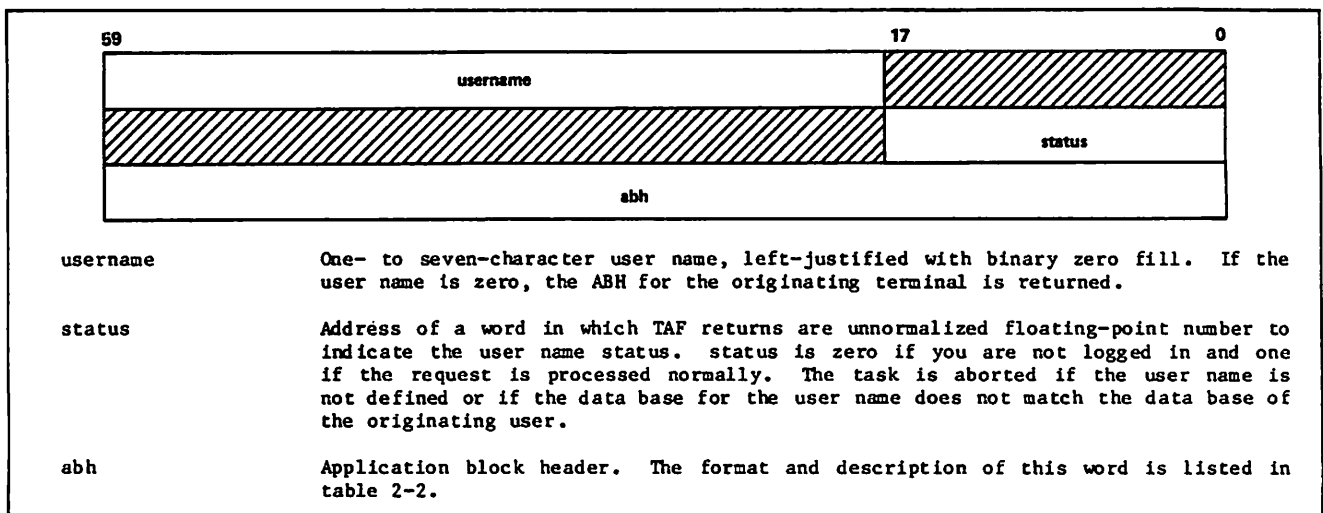 59 17 0
username
status
abh
username One- to seven-character user name, left-justified with binary zero fill. If the
user name is zero, the ABH for the originating terminal is returned.
status Address of a word in which TAF returns are unnormalized floating-point number to
indicate the user name status. status is zero if you are not logged in and one
if the request is processed normally. The task is aborted if the user name is
not defined or if the data base for the user name does not match the data base of
the originating user.
abh Application block header. The format and description of this word is listed in
table 2-2.